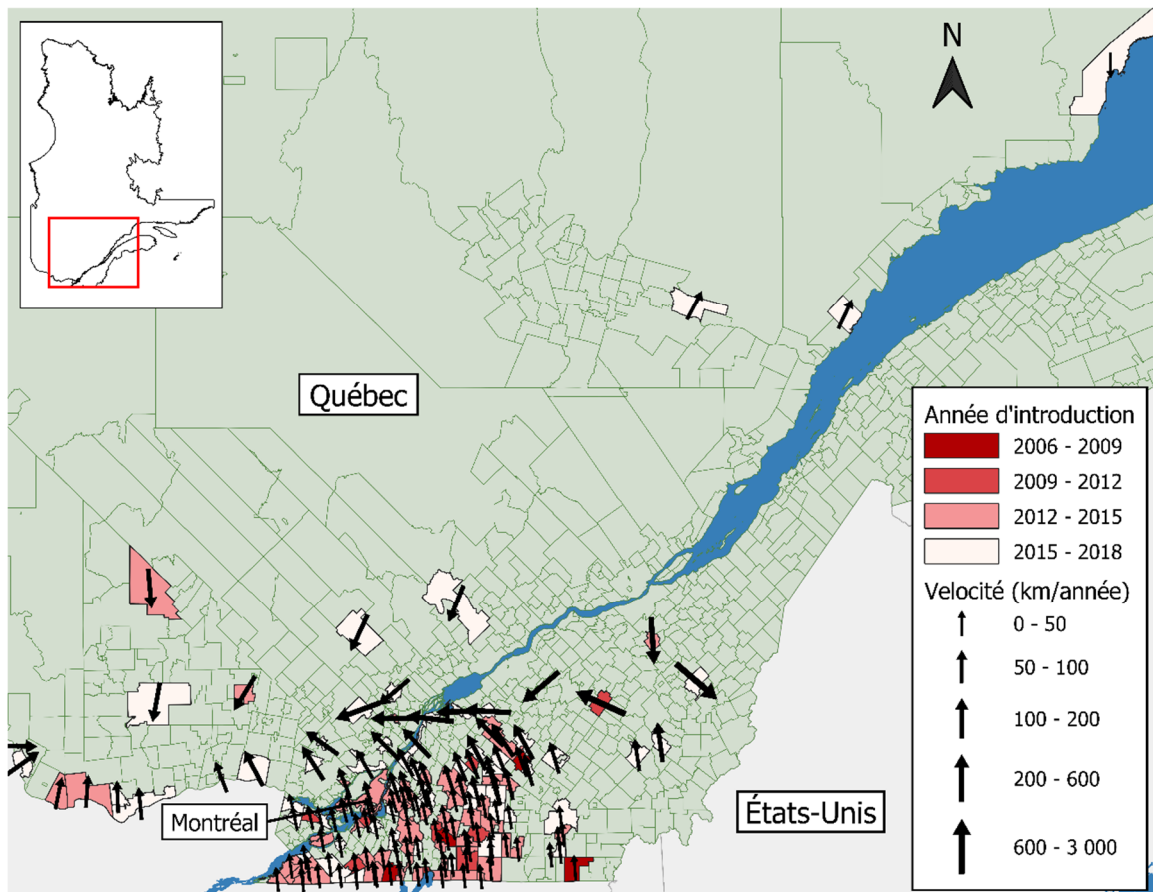 N
Québec
Année d'introduction
2006 - 2009
2009 - 2012
2012 - 2015
2015 - 2018
Velocité (km/année)
0 - 50
50 - 100
100 - 200
200 - 600
600 - 3 000
Montréal
États-Unis